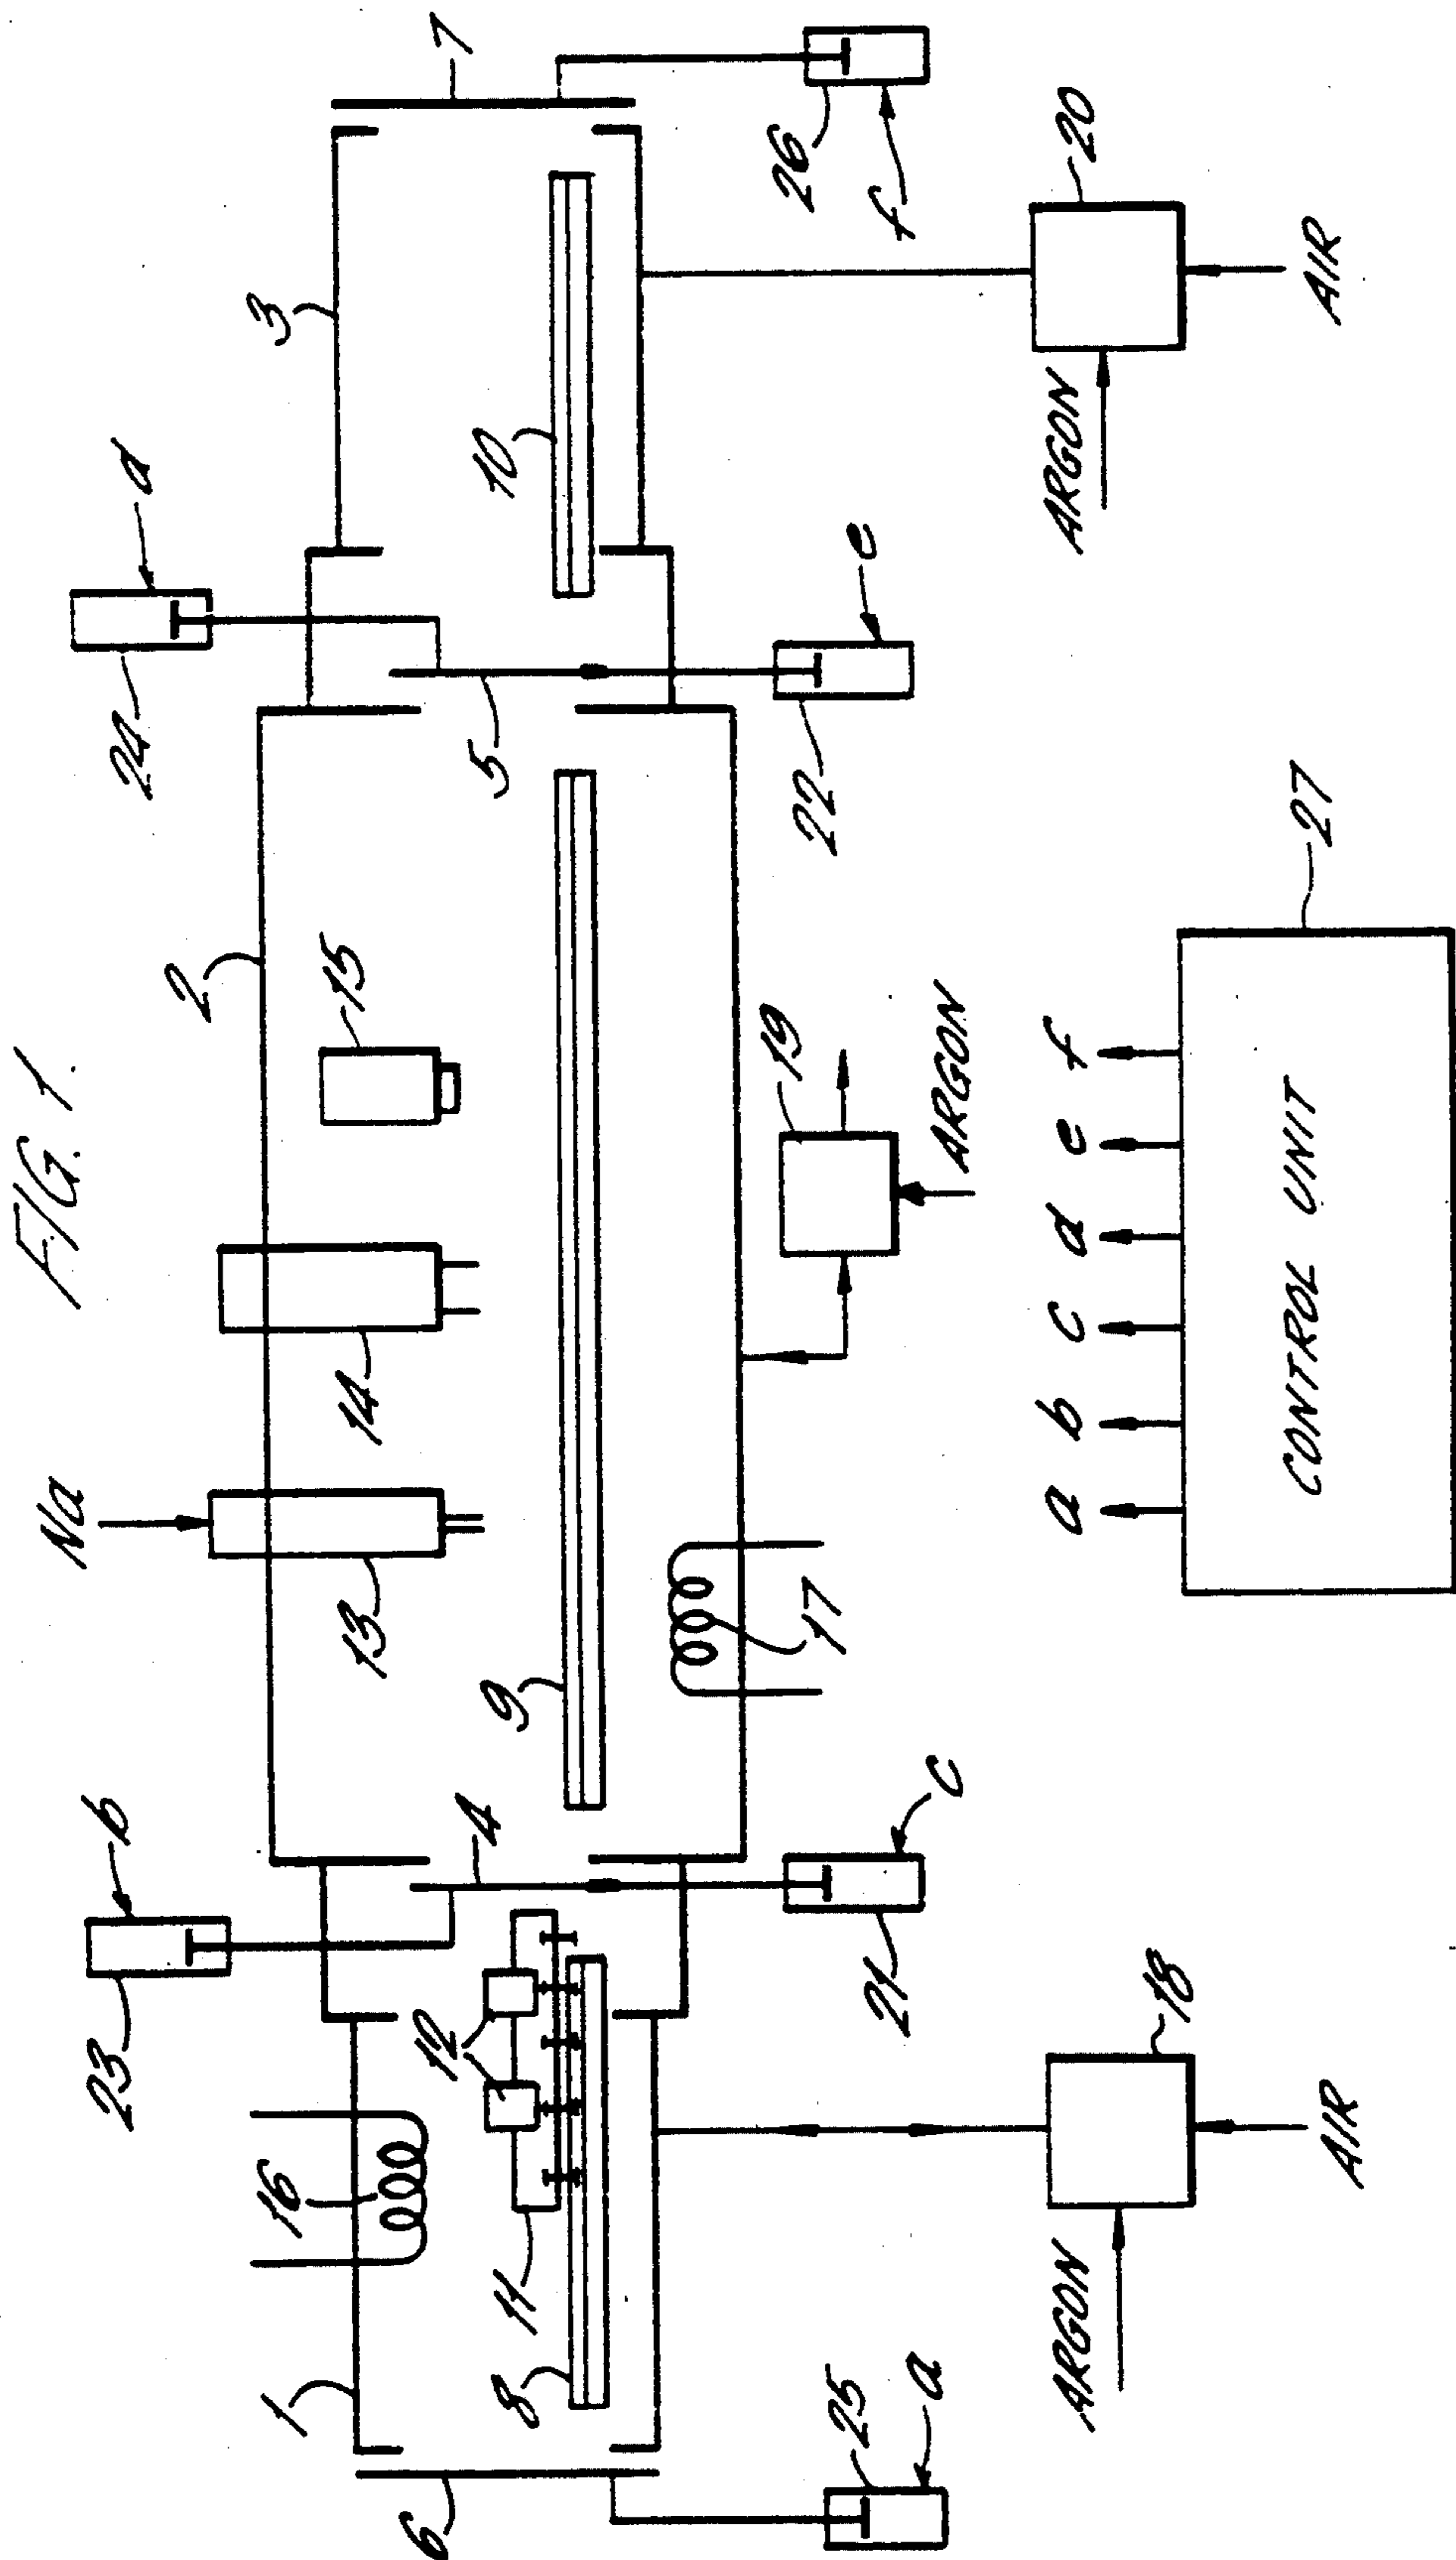 FIG. 1.
Na
23
b
24
d
1
16
2
3
13
14
15
12
11
8
4
9
5
10
6
7
17
25
a
21
c
19
ARGON
22
e
26
f
ARGON
18
AIR
ARGON
20
AIR
a b c d e f
CONTROL UNIT
27